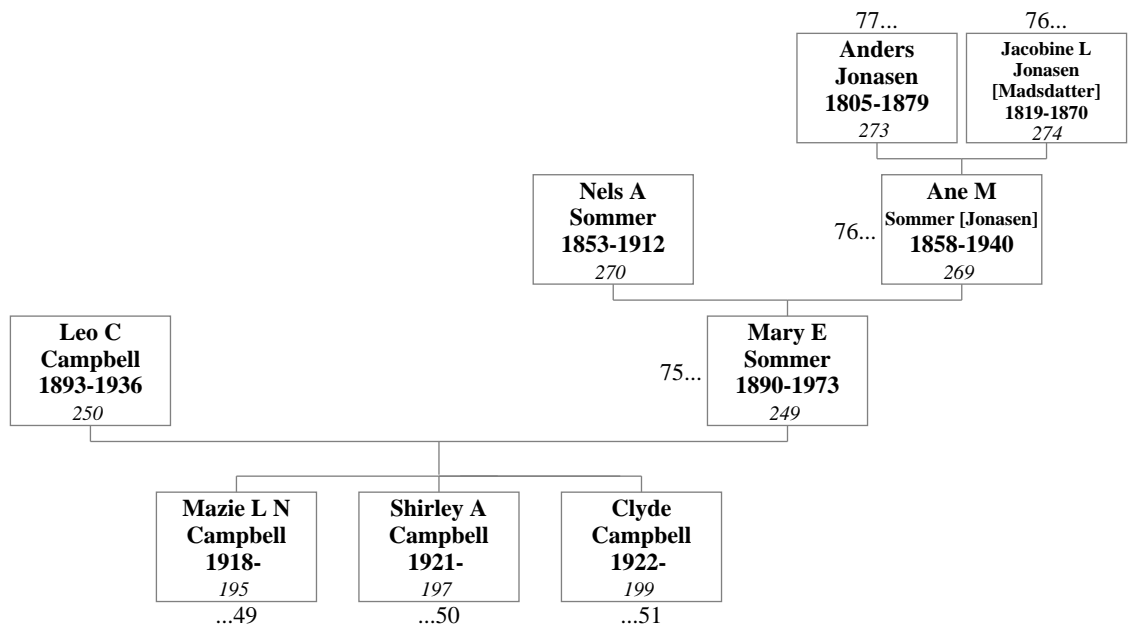 77...
Anders
Jonasen
1805-1879
273
76...
Jacobine L
Jonasen
[Madsdatter]
1819-1870
274
Nels A
Sommer
1853-1912
270
76...
Ane M
Sommer [Jonasen]
1858-1940
269
Leo C
Campbell
1893-1936
250
75...
Mary E
Sommer
1890-1973
249
Mazie L N
Campbell
1918-
195
...49
Shirley A
Campbell
1921-
197
...50
Clyde
Campbell
1922-
199
...51